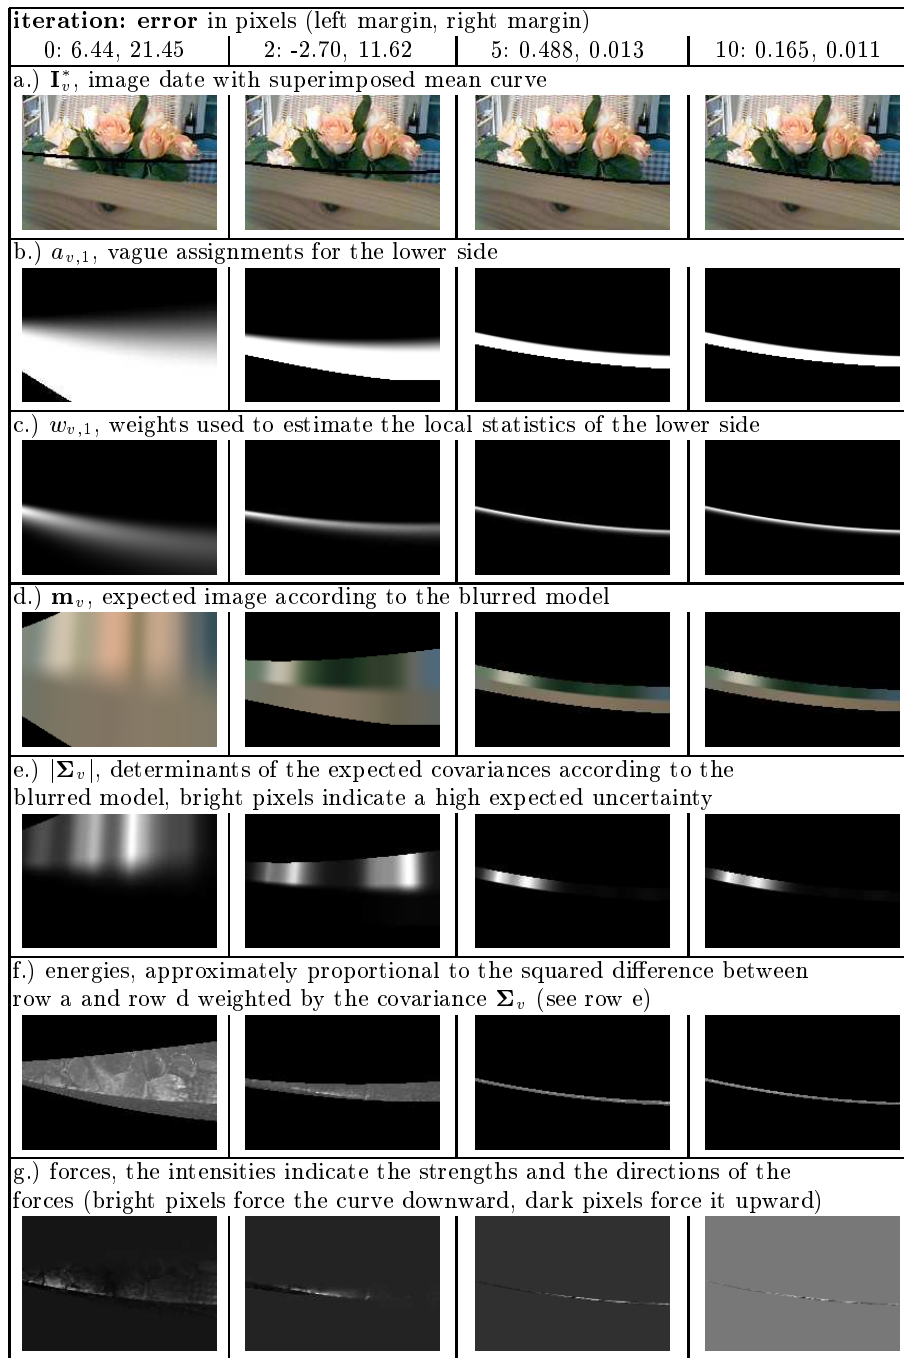 iteration: error in pixels (left margin, right margin)
0: 6.44, 21.45 2: -2.70, 11.62 5: 0.488, 0.013 10: 0.165, 0.011
a.) I*v, image date with superimposed mean curve
b.) av,1, vague assignments for the lower side
c.) wv,1, weights used to estimate the local statistics of the lower side
d.) mv, expected image according to the blurred model
e.) |Σv|, determinants of the expected covariances according to the
blurred model, bright pixels indicate a high expected uncertainty
f.) energies, approximately proportional to the squared difference between
row a and row d weighted by the covariance Σv (see row e)
g.) forces, the intensities indicate the strengths and the directions of the
forces (bright pixels force the curve downward, dark pixels force it upward)